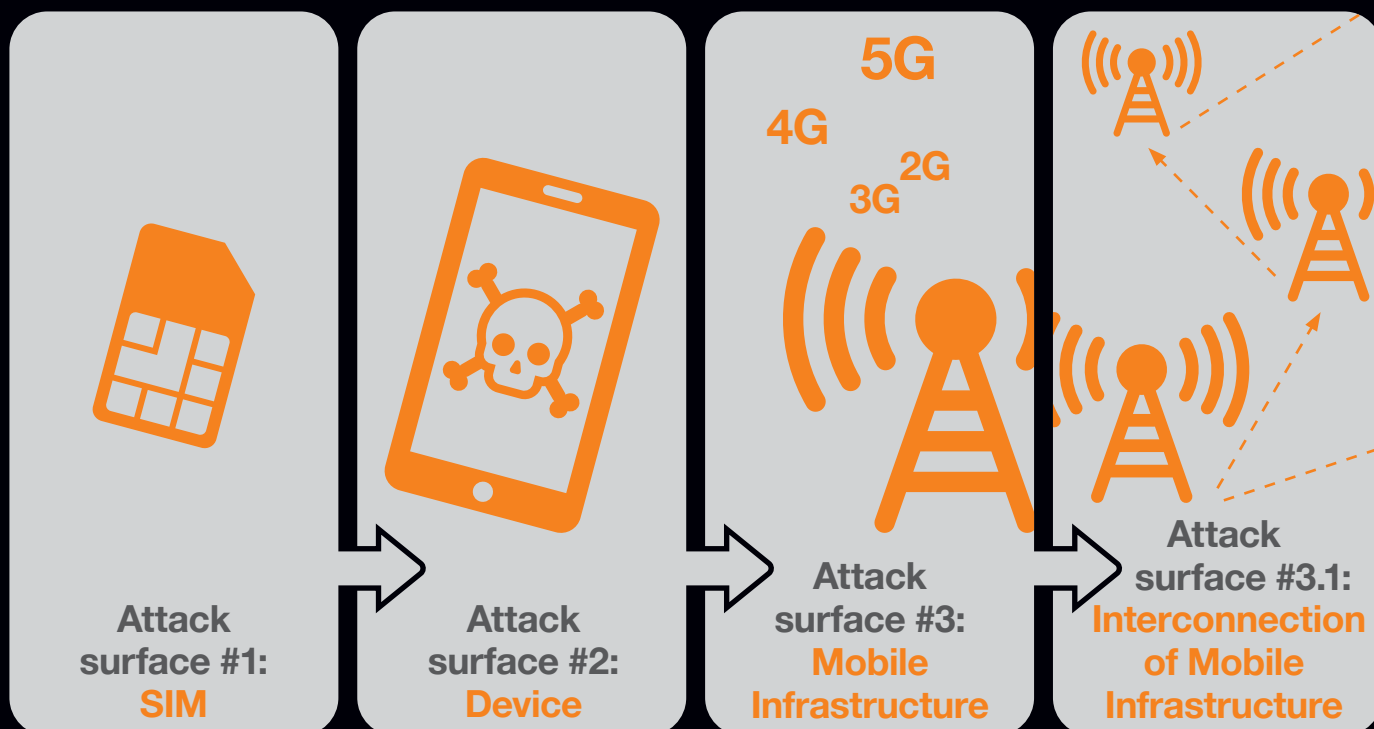 Attack
surface #1:
SIM
Attack
surface #2:
Device
5G
4G
2G
3G
Attack
surface #3:
Mobile
Infrastructure
Attack
surface #3.1:
Interconnection
of Mobile
Infrastructure